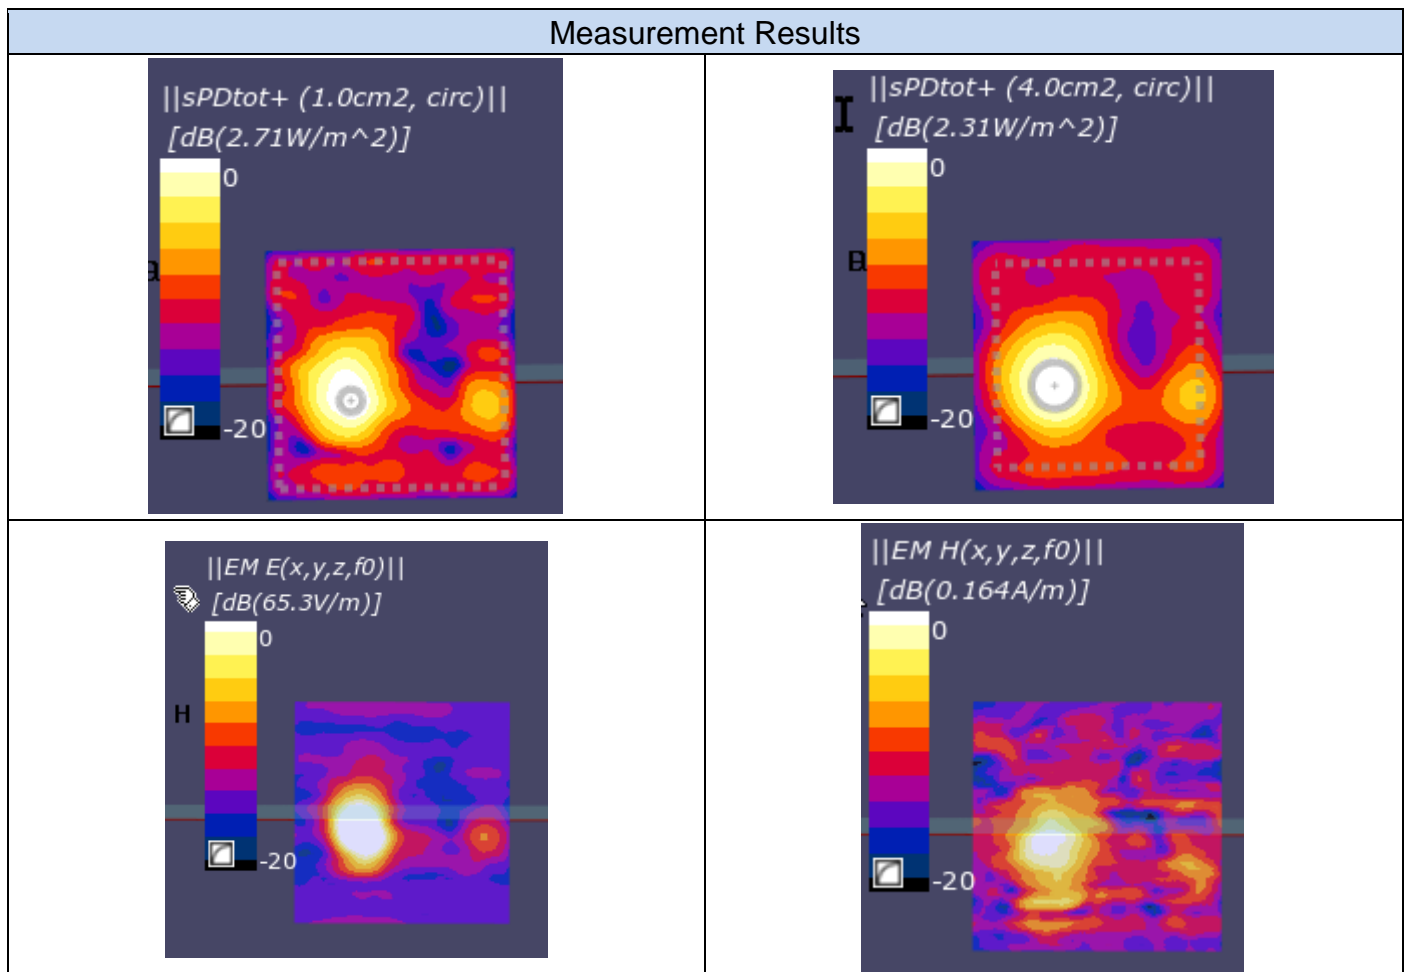 Measurement Results
||sPDtot+ (1.0cm2, circ)||
[dB(2.71W/m^2)]
0
-20
||sPDtot+ (4.0cm2, circ)||
[dB(2.31W/m^2)]
0
-20
||EM E(x,y,z,f0)||
[dB(65.3V/m)]
0
H
-20
||EM H(x,y,z,f0)||
[dB(0.164A/m)]
0
-20